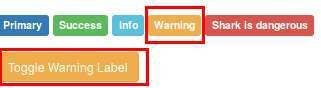 Primary Success Info Warning Shark is dangerous
Toggle Warning Label